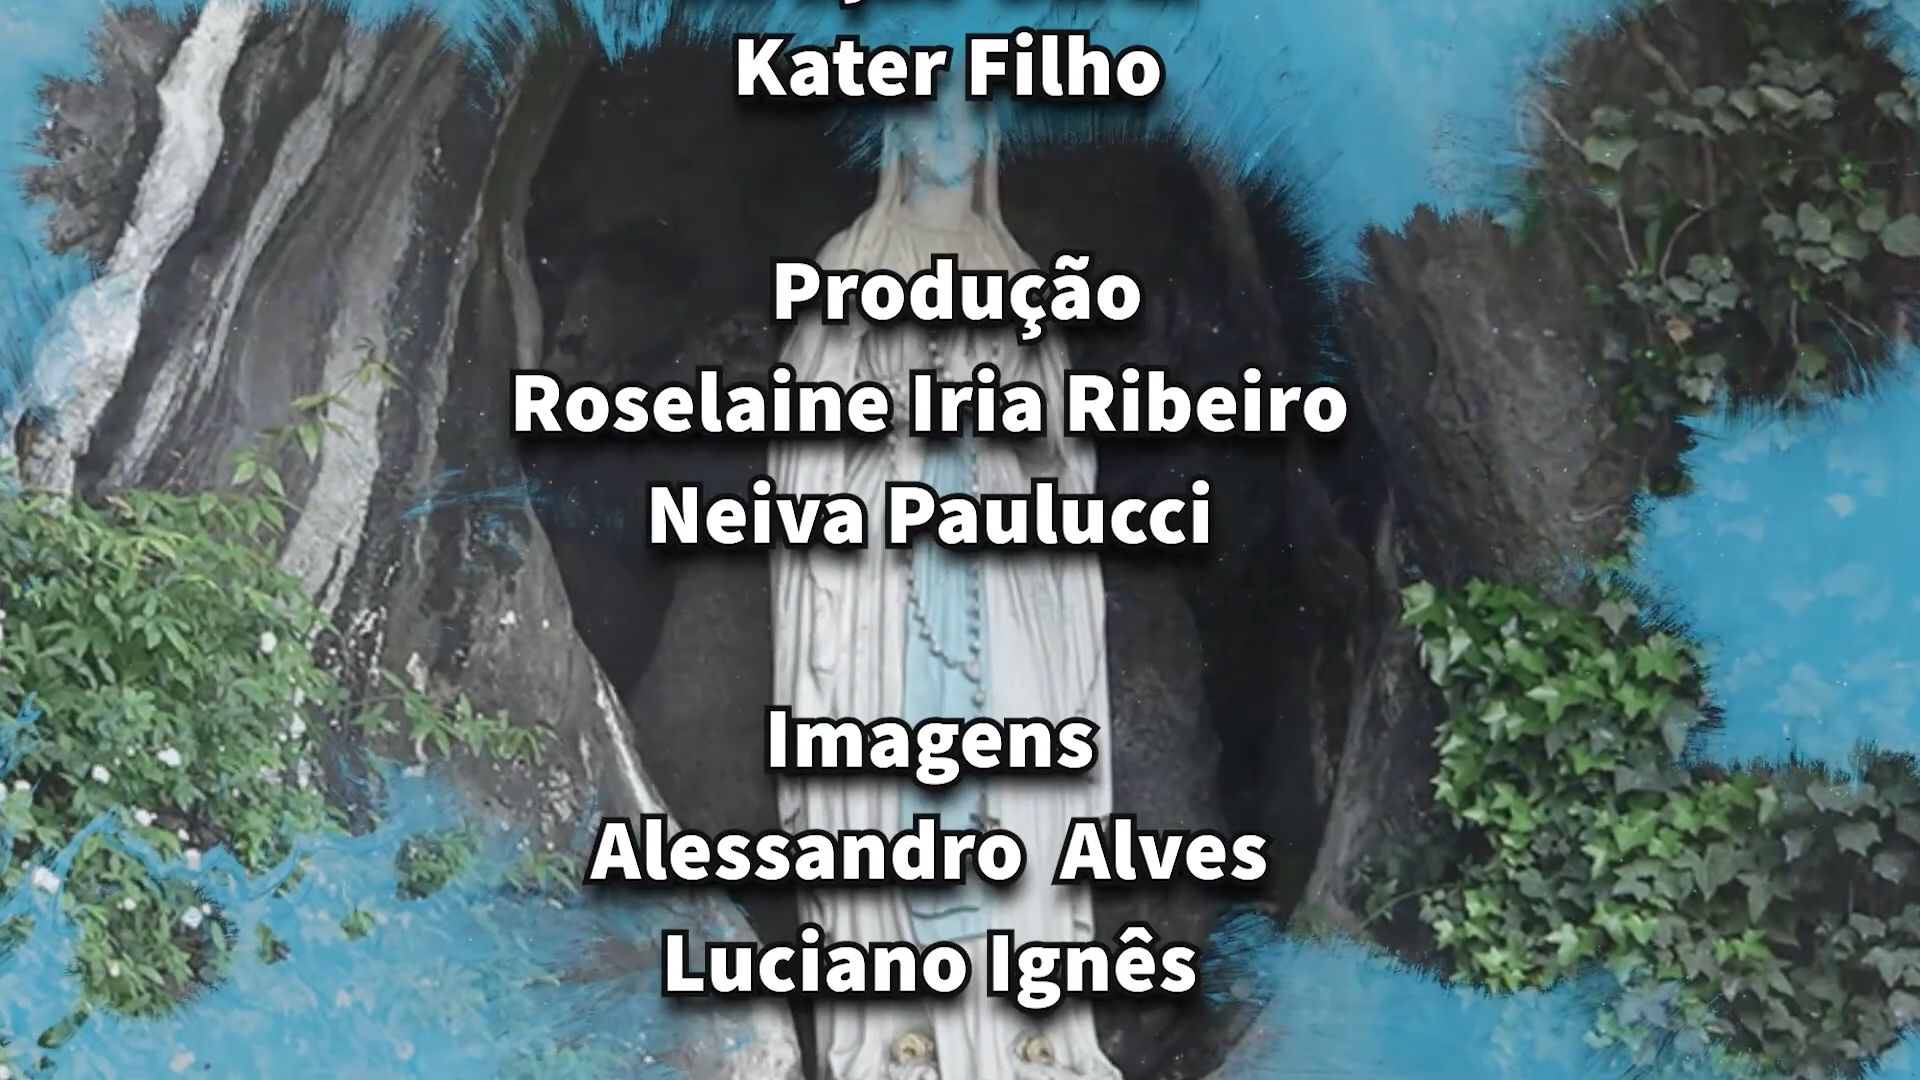 Kater Filho
Produção
Roselaine Iria Ribeiro
Neiva Paulucci
Imagens
Alessandro Alves
Luciano Ignês